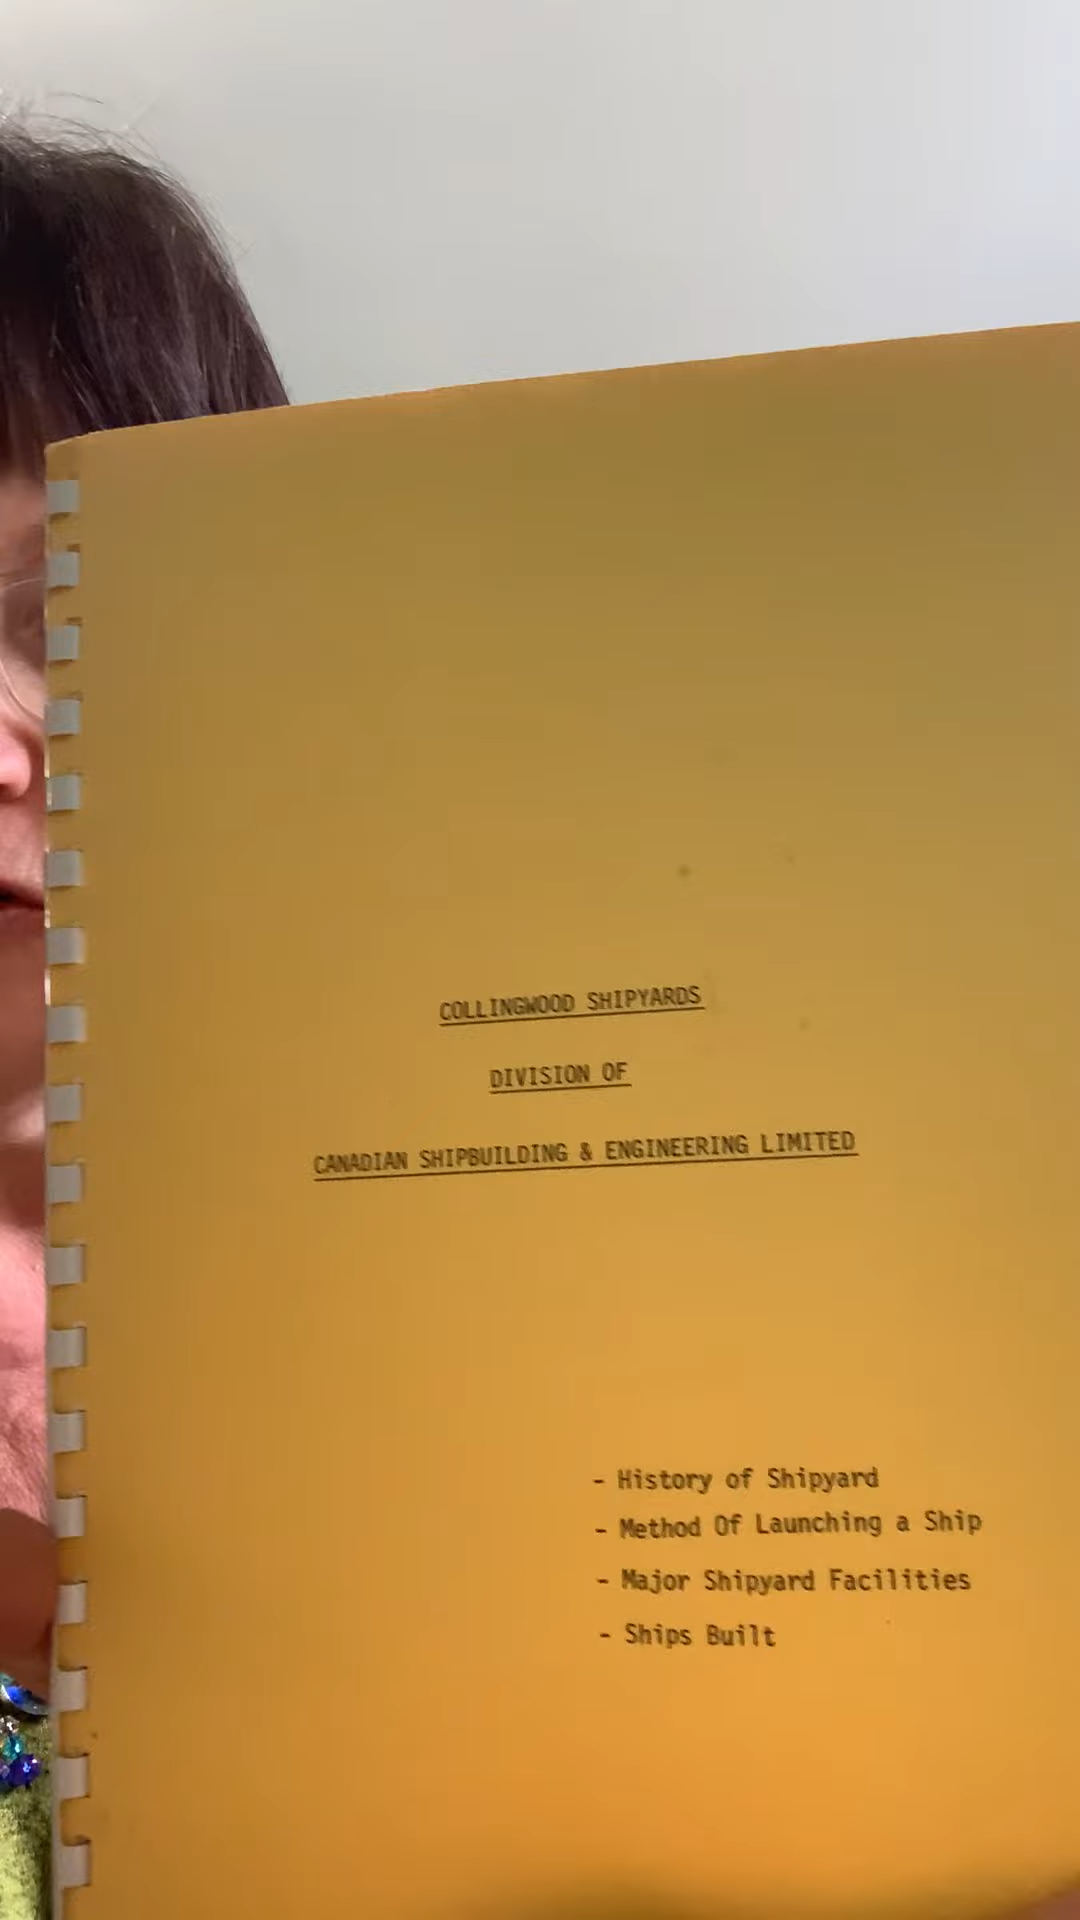 COLLINGWOOD SHIPYARDS
DIVISION OF
CANADIAN SHIPBUILDING & ENGINEERING LIMITED
- History of Shipyard
- Method Of Launching a Ship
- Major Shipyard Facilities
- Ships Built